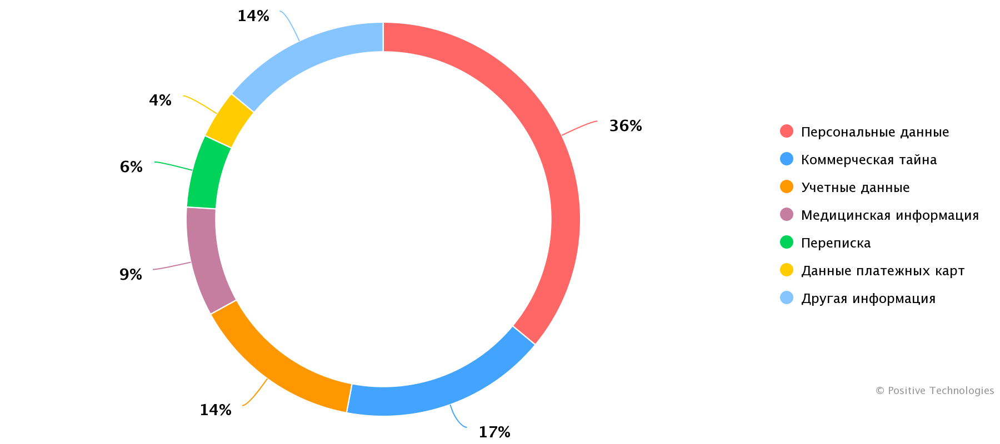 14%
4%
36%
6%
9%
14%
17%
Персональные данные
Коммерческая тайна
Учетные данные
Медицинская информация
Переписка
Данные платежных карт
Другая информация
© Positive Technologies